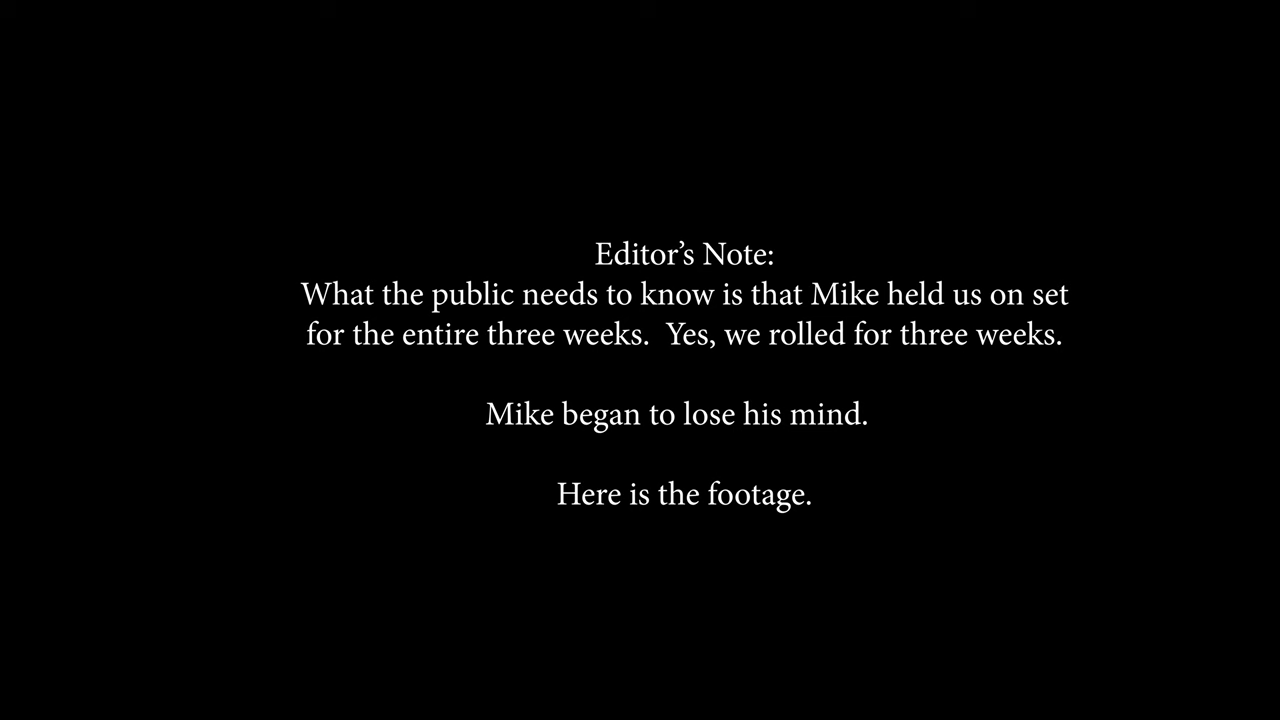 Editor’s Note:
What the public needs to know is that Mike held us on set
for the entire three weeks.  Yes, we rolled for three weeks.
Mike began to lose his mind.
Here is the footage.